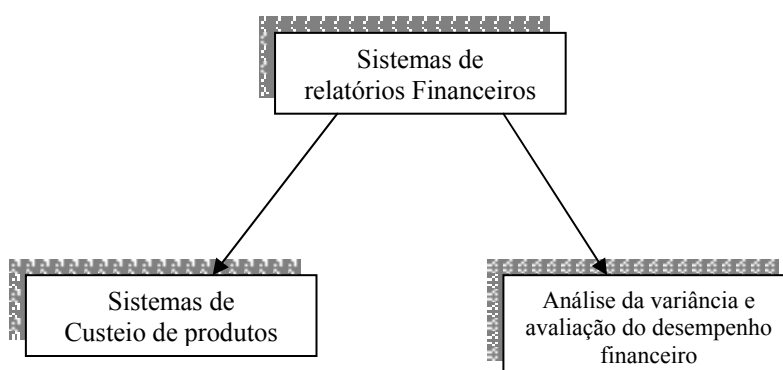 Sistemas de
relatórios Financeiros
Sistemas de
Custeio de produtos
Análise da variância e
avaliação do desempenho
financeiro